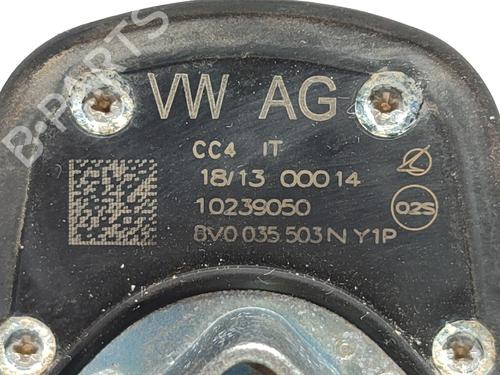 VW AG
CC4 IT
18/13 00014
10239050
02S
8V0 035 503 N Y1P
B-PARTS